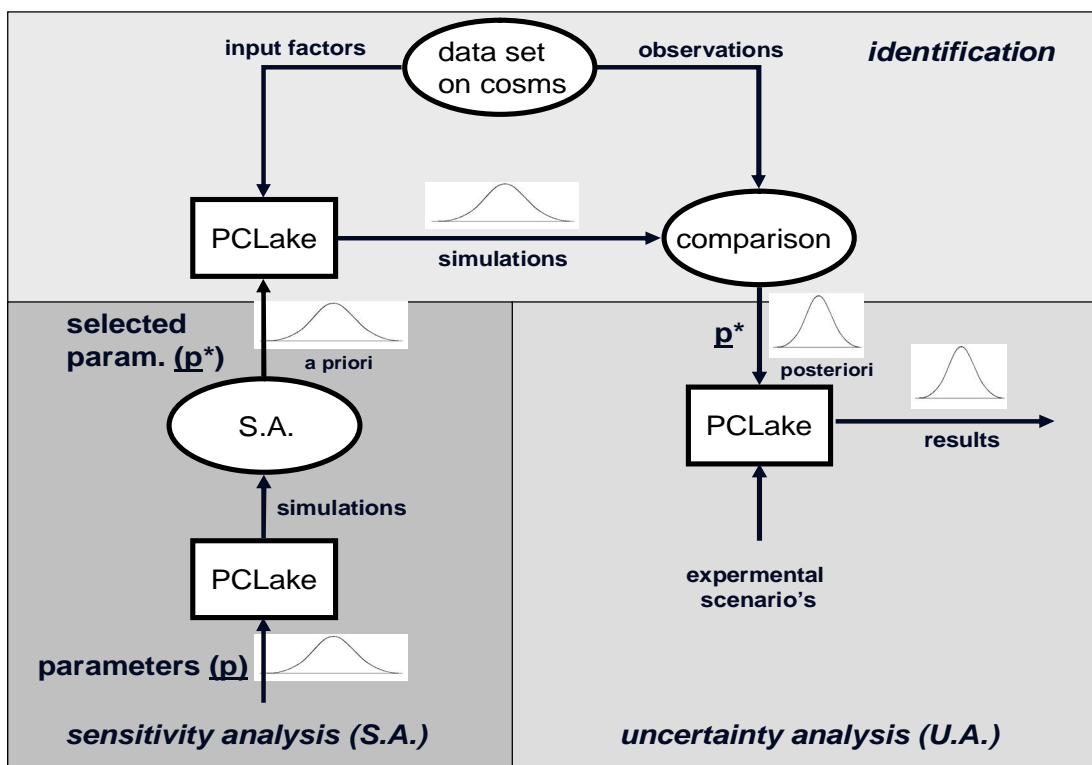 input factors
data set
on cosms
observations
identification
PCLake
simulations
comparison
selected
param. (p*)
a priori
p*
posteriori
S.A.
PCLake
results
simulations
PCLake
expermental
scenario's
parameters (p)
sensitivity analysis (S.A.)
uncertainty analysis (U.A.)